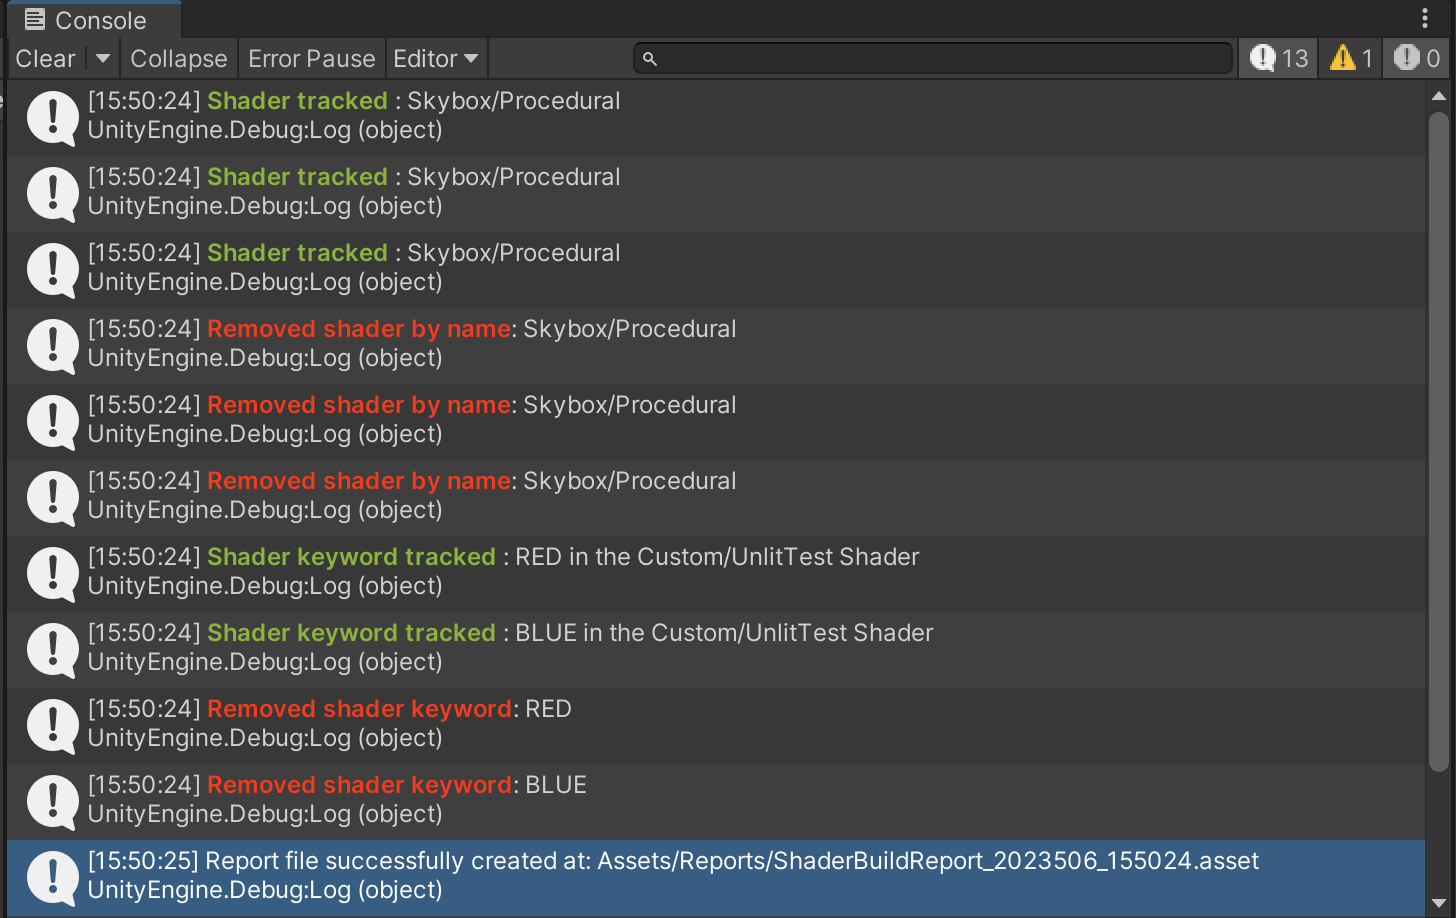 Console
Clear Collapse Error Pause Editor 13 1 0
[15:50:24] Shader tracked : Skybox/Procedural
UnityEngine.Debug:Log (object)
[15:50:24] Shader tracked : Skybox/Procedural
UnityEngine.Debug:Log (object)
[15:50:24] Shader tracked : Skybox/Procedural
UnityEngine.Debug:Log (object)
[15:50:24] Removed shader by name: Skybox/Procedural
UnityEngine.Debug:Log (object)
[15:50:24] Removed shader by name: Skybox/Procedural
UnityEngine.Debug:Log (object)
[15:50:24] Removed shader by name: Skybox/Procedural
UnityEngine.Debug:Log (object)
[15:50:24] Shader keyword tracked : RED in the Custom/UnlitTest Shader
UnityEngine.Debug:Log (object)
[15:50:24] Shader keyword tracked : BLUE in the Custom/UnlitTest Shader
UnityEngine.Debug:Log (object)
[15:50:24] Removed shader keyword: RED
UnityEngine.Debug:Log (object)
[15:50:24] Removed shader keyword: BLUE
UnityEngine.Debug:Log (object)
[15:50:25] Report file successfully created at: Assets/Reports/ShaderBuildReport_2023506_155024.asset
UnityEngine.Debug:Log (object)